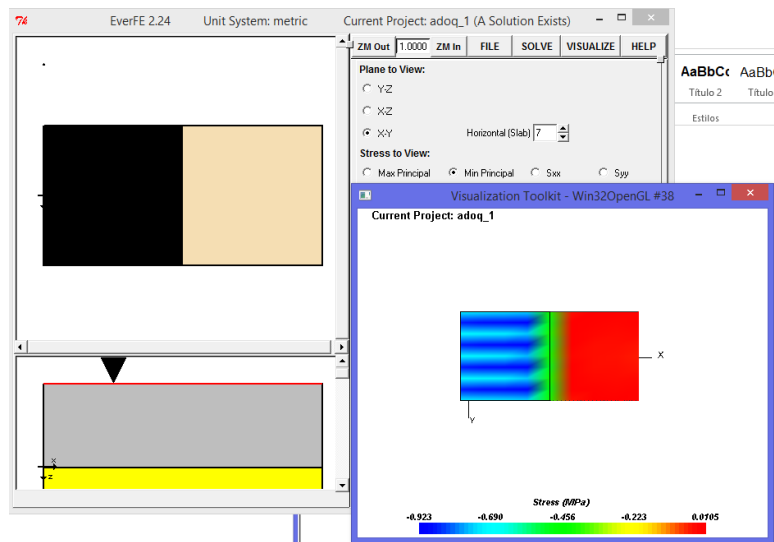 EverFE 2.24 Unit System: metric Current Project: adoq_1 (A Solution Exists)
ZM Out 1.0000 ZM In FILE SOLVE VISUALIZE HELP
Plane to View:
Y-Z
X-Z
X-Y Horizontal (Slab) 7
Stress to View:
Max Principal Min Principal Sxx Syy
AaBbCc AaBbC
Título 2 Título
Estilos
Visualization Toolkit - Win32OpenGL #38
Current Project: adoq_1
X
Y
x
z
Stress (MPa)
-0.923 -0.690 -0.456 -0.223 0.0105